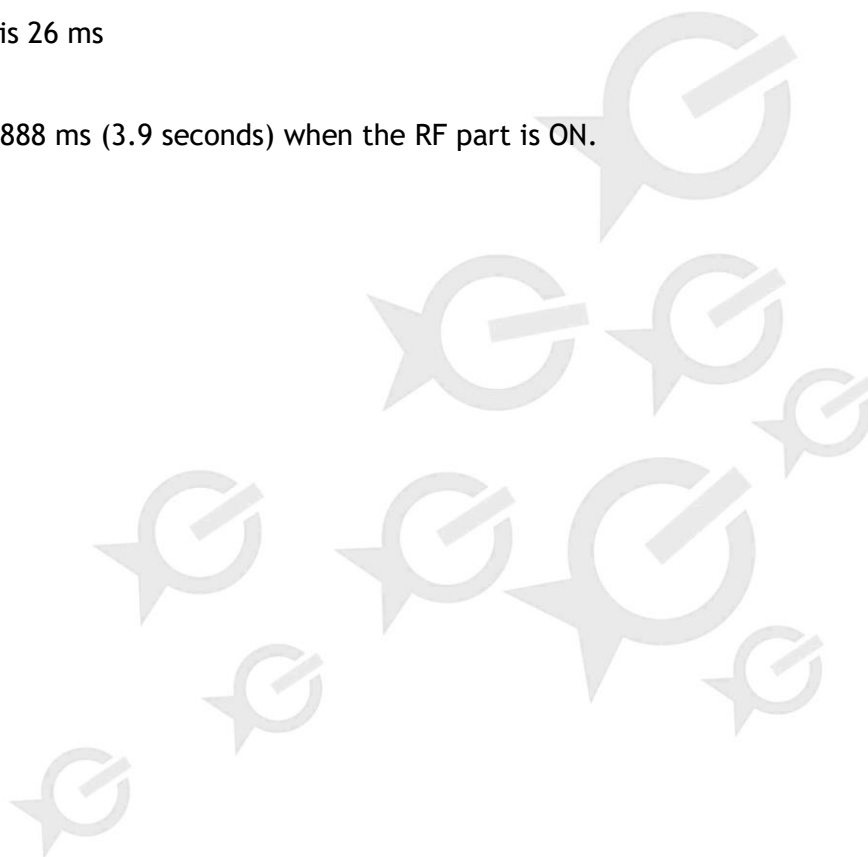 is 26 ms
888 ms (3.9 seconds) when the RF part is ON.